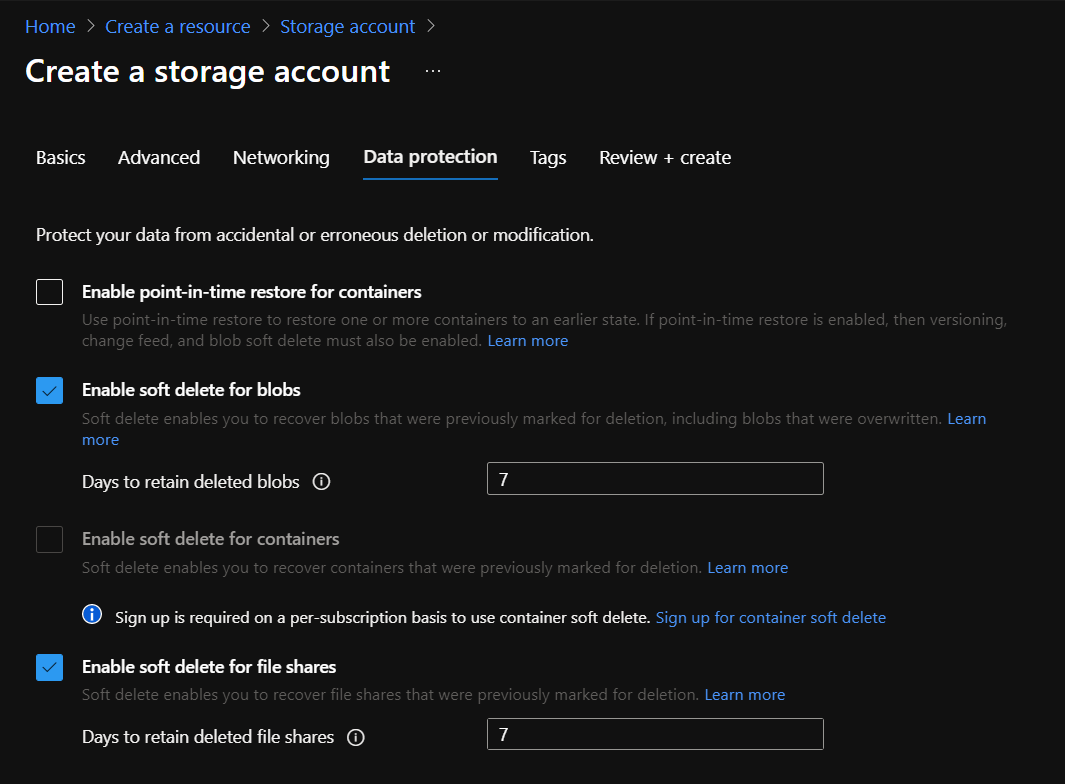 Home > Create a resource > Storage account >
Create a storage account ...
Basics Advanced Networking Data protection Tags Review + create
Protect your data from accidental or erroneous deletion or modification.
Enable point-in-time restore for containers
Use point-in-time restore to restore one or more containers to an earlier state. If point-in-time restore is enabled, then versioning,
change feed, and blob soft delete must also be enabled. Learn more
Enable soft delete for blobs
Soft delete enables you to recover blobs that were previously marked for deletion, including blobs that were overwritten. Learn
more
Days to retain deleted blobs 7
Enable soft delete for containers
Soft delete enables you to recover containers that were previously marked for deletion. Learn more
Sign up is required on a per-subscription basis to use container soft delete. Sign up for container soft delete
Enable soft delete for file shares
Soft delete enables you to recover file shares that were previously marked for deletion. Learn more
Days to retain deleted file shares 7